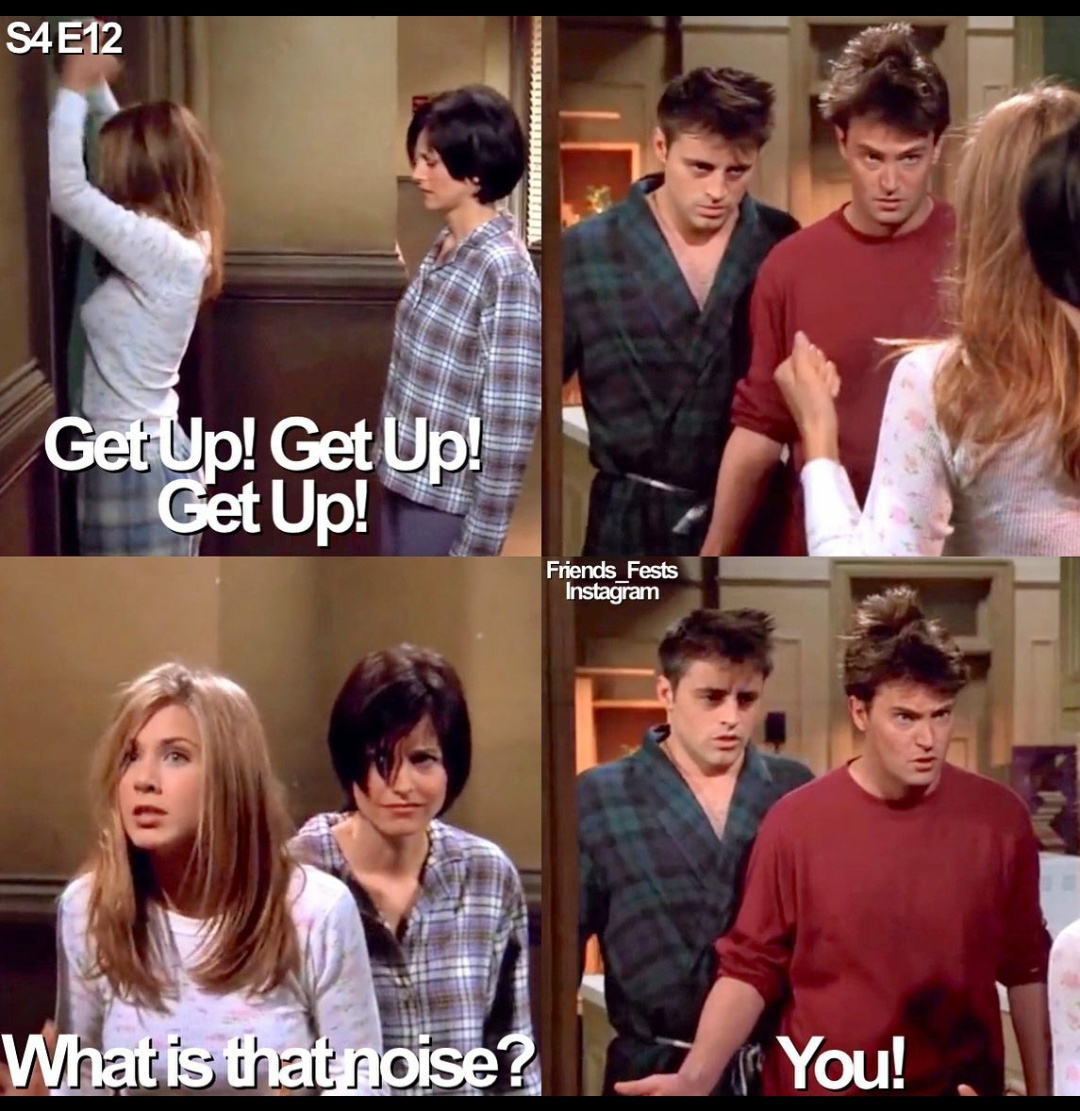 S4 E12
Get Up! Get Up!
Get Up!
Friends_Fests
Instagram
What is that noise?
You!